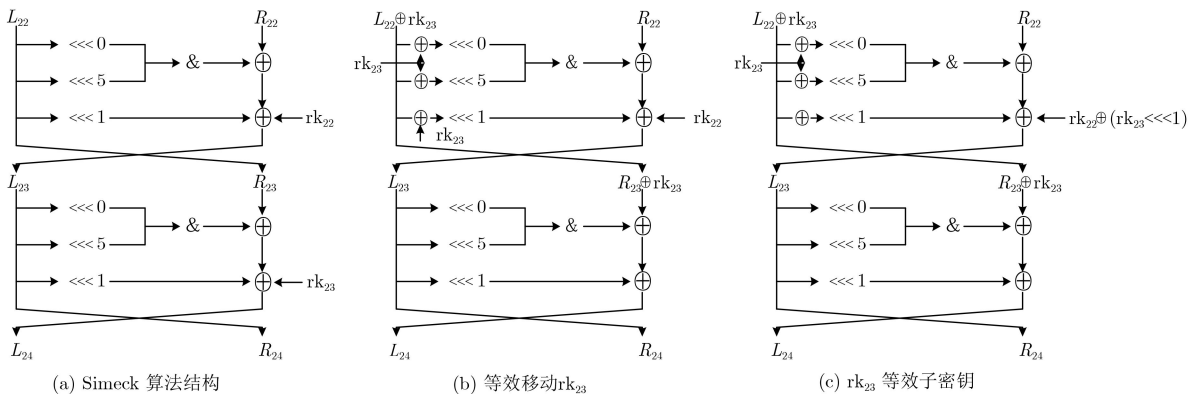 L₂₂ R₂₂
<<< 0
<<< 5
&
<<< 1
rk₂₂
L₂₃ R₂₃
<<< 0
<<< 5
&
<<< 1
rk₂₃
L₂₄ R₂₄
(a) Simeck 算法结构
L₂₂⊕rk₂₃ R₂₂
<<< 0
rk₂₃
<<< 5
&
<<< 1
rk₂₂
rk₂₃
L₂₃ R₂₃⊕rk₂₃
<<< 0
<<< 5
&
<<< 1
L₂₄ R₂₄
(b) 等效移动rk₂₃
L₂₂⊕rk₂₃ R₂₂
<<< 0
rk₂₃
<<< 5
&
<<< 1
rk₂₂⊕(rk₂₃<<<1)
L₂₃ R₂₃⊕rk₂₃
<<< 0
<<< 5
&
<<< 1
L₂₄ R₂₄
(c) rk₂₃ 等效子密钥